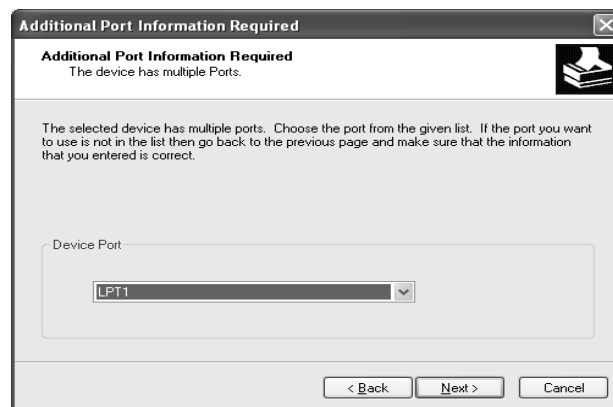 Additional Port Information Required
Additional Port Information Required
The device has multiple Ports.
The selected device has multiple ports. Choose the port from the given list. If the port you want
to use is not in the list then go back to the previous page and make sure that the information
that you entered is correct.
Device Port
LPT1
< Back
Next >
Cancel